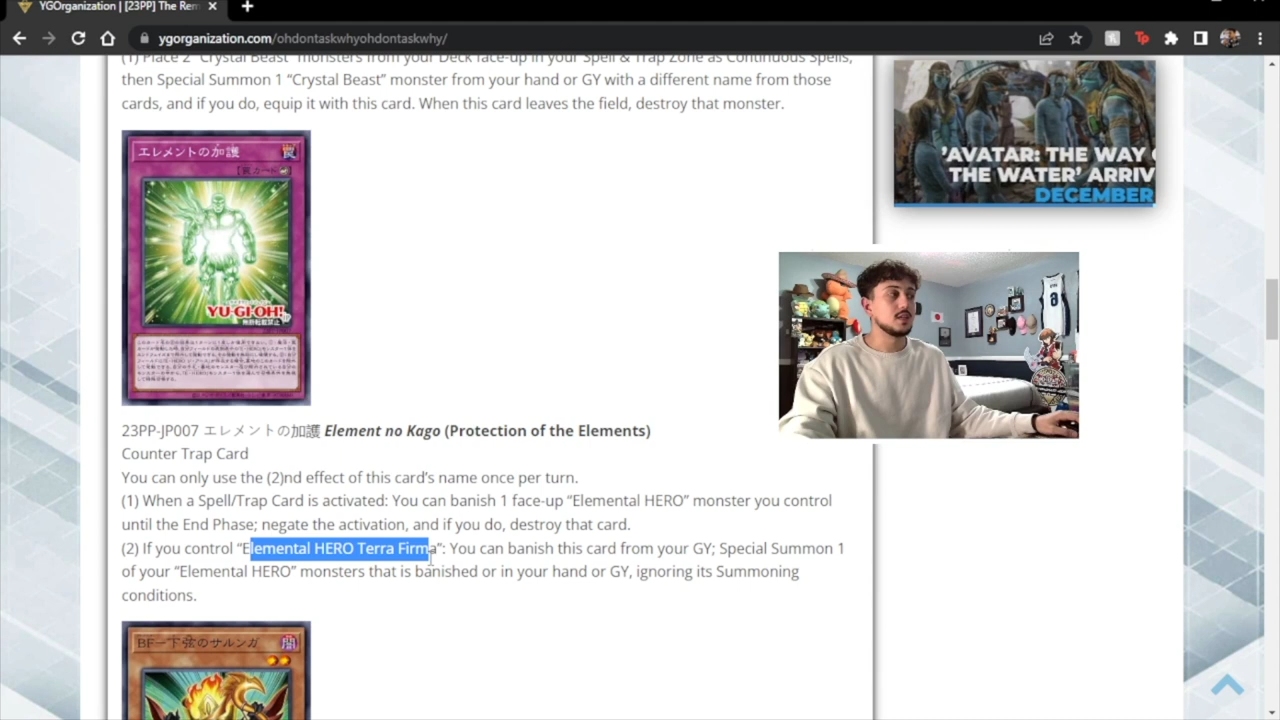 YGOrganization | [23PP] The Rem
ygorganization.com/ohdontaskwhyohdontaskwhy/
(1) Place 2 “Crystal Beast” monsters from your Deck face-up in your Spell & Trap Zone as Continuous Spells,
then Special Summon 1 “Crystal Beast” monster from your hand or GY with a different name from those
cards, and if you do, equip it with this card. When this card leaves the field, destroy that monster.
エレメントの加護
YU-GI-OH!
23PP-JP007 エレメントの加護 Element no Kago (Protection of the Elements)
Counter Trap Card
You can only use the (2)nd effect of this card’s name once per turn.
(1) When a Spell/Trap Card is activated: You can banish 1 face-up “Elemental HERO” monster you control
until the End Phase; negate the activation, and if you do, destroy that card.
(2) If you control “Elemental HERO Terra Firma”: You can banish this card from your GY; Special Summon 1
of your “Elemental HERO” monsters that is banished or in your hand or GY, ignoring its Summoning
conditions.
BF－下弦のサルンガ
’AVATAR: THE WAY
THE WATER’ ARRIV
DECEMBER
8